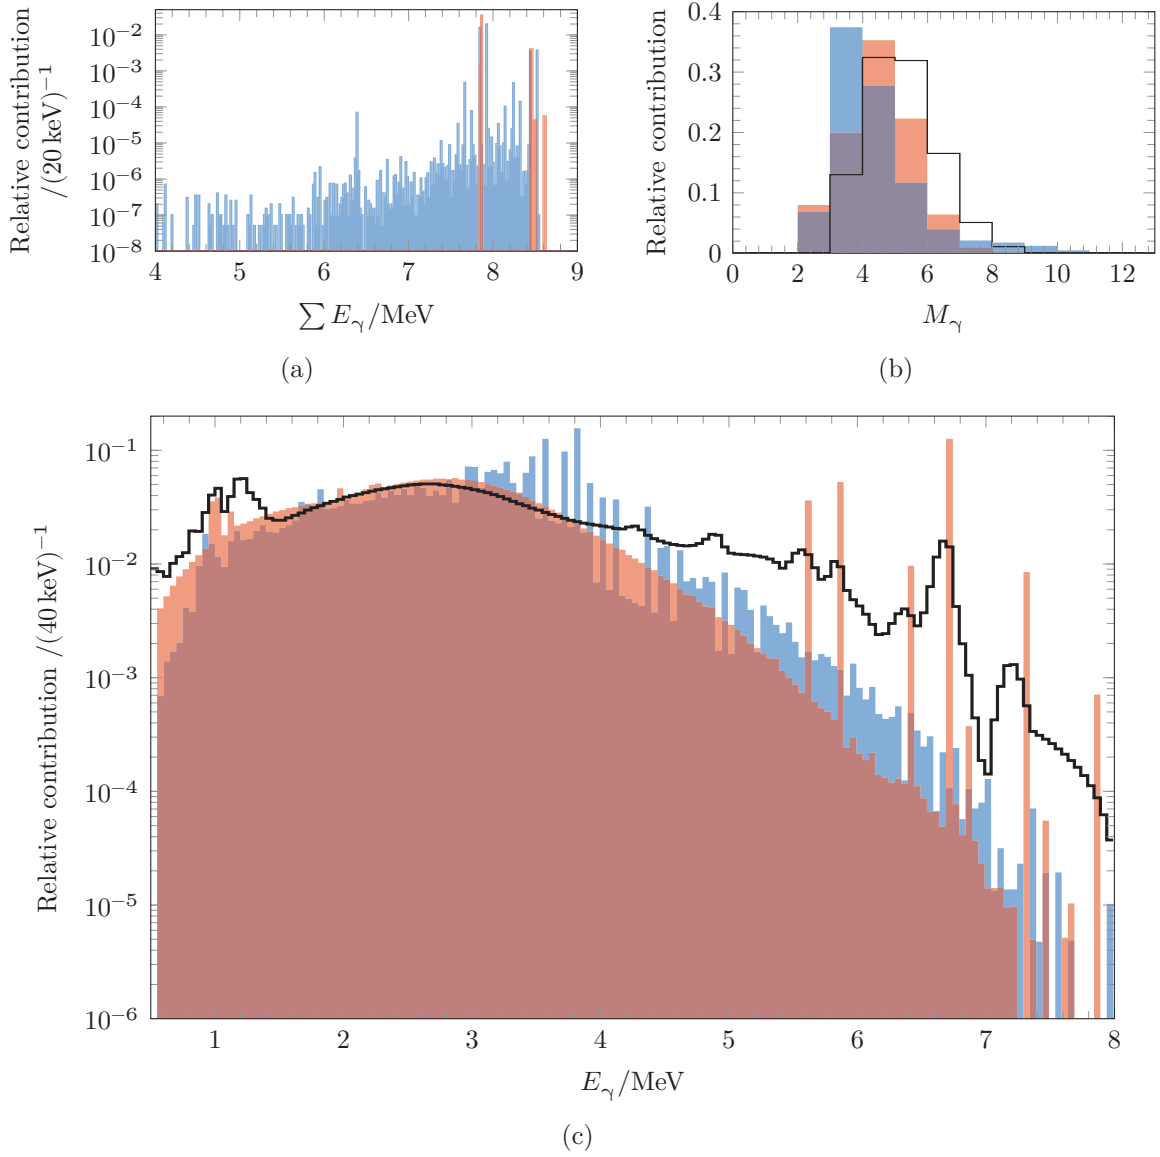 Relative contribution
/(20 keV)⁻¹
10⁻²
10⁻³
10⁻⁴
10⁻⁵
10⁻⁶
10⁻⁷
10⁻⁸
4 5 6 7 8 9
∑ E_γ/MeV
(a)
Relative contribution
0.4
0.3
0.2
0.1
0
0 2 4 6 8 10 12
M_γ
(b)
Relative contribution /(40 keV)⁻¹
10⁻¹
10⁻²
10⁻³
10⁻⁴
10⁻⁵
10⁻⁶
1 2 3 4 5 6 7 8
E_γ/MeV
(c)